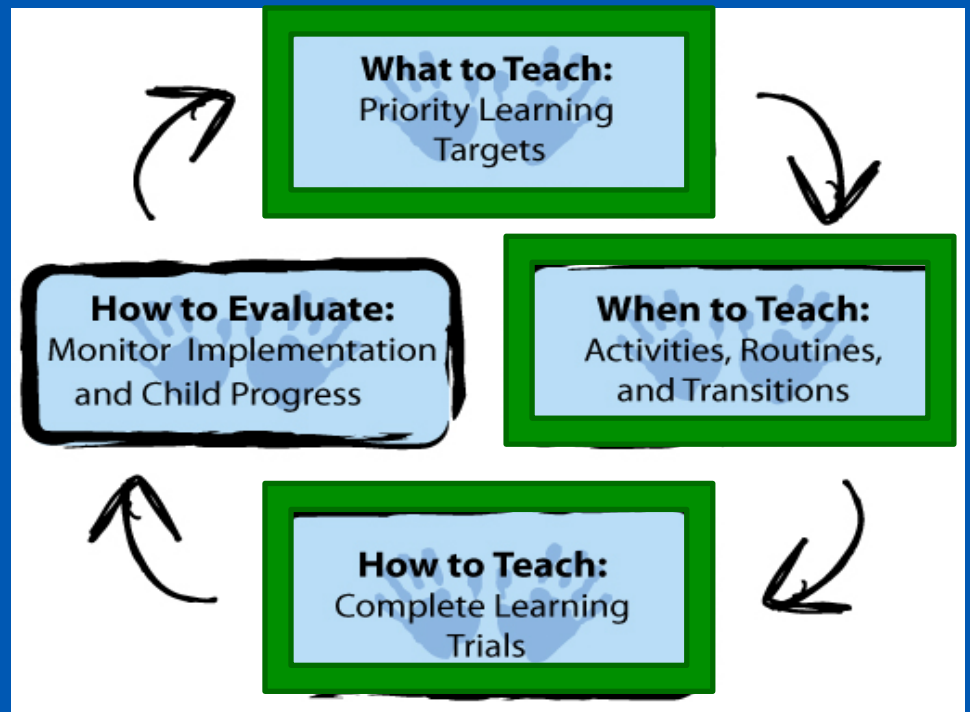 What to Teach:
Priority Learning
Targets
When to Teach:
Activities, Routines,
and Transitions
How to Teach:
Complete Learning
Trials
How to Evaluate:
Monitor Implementation
and Child Progress